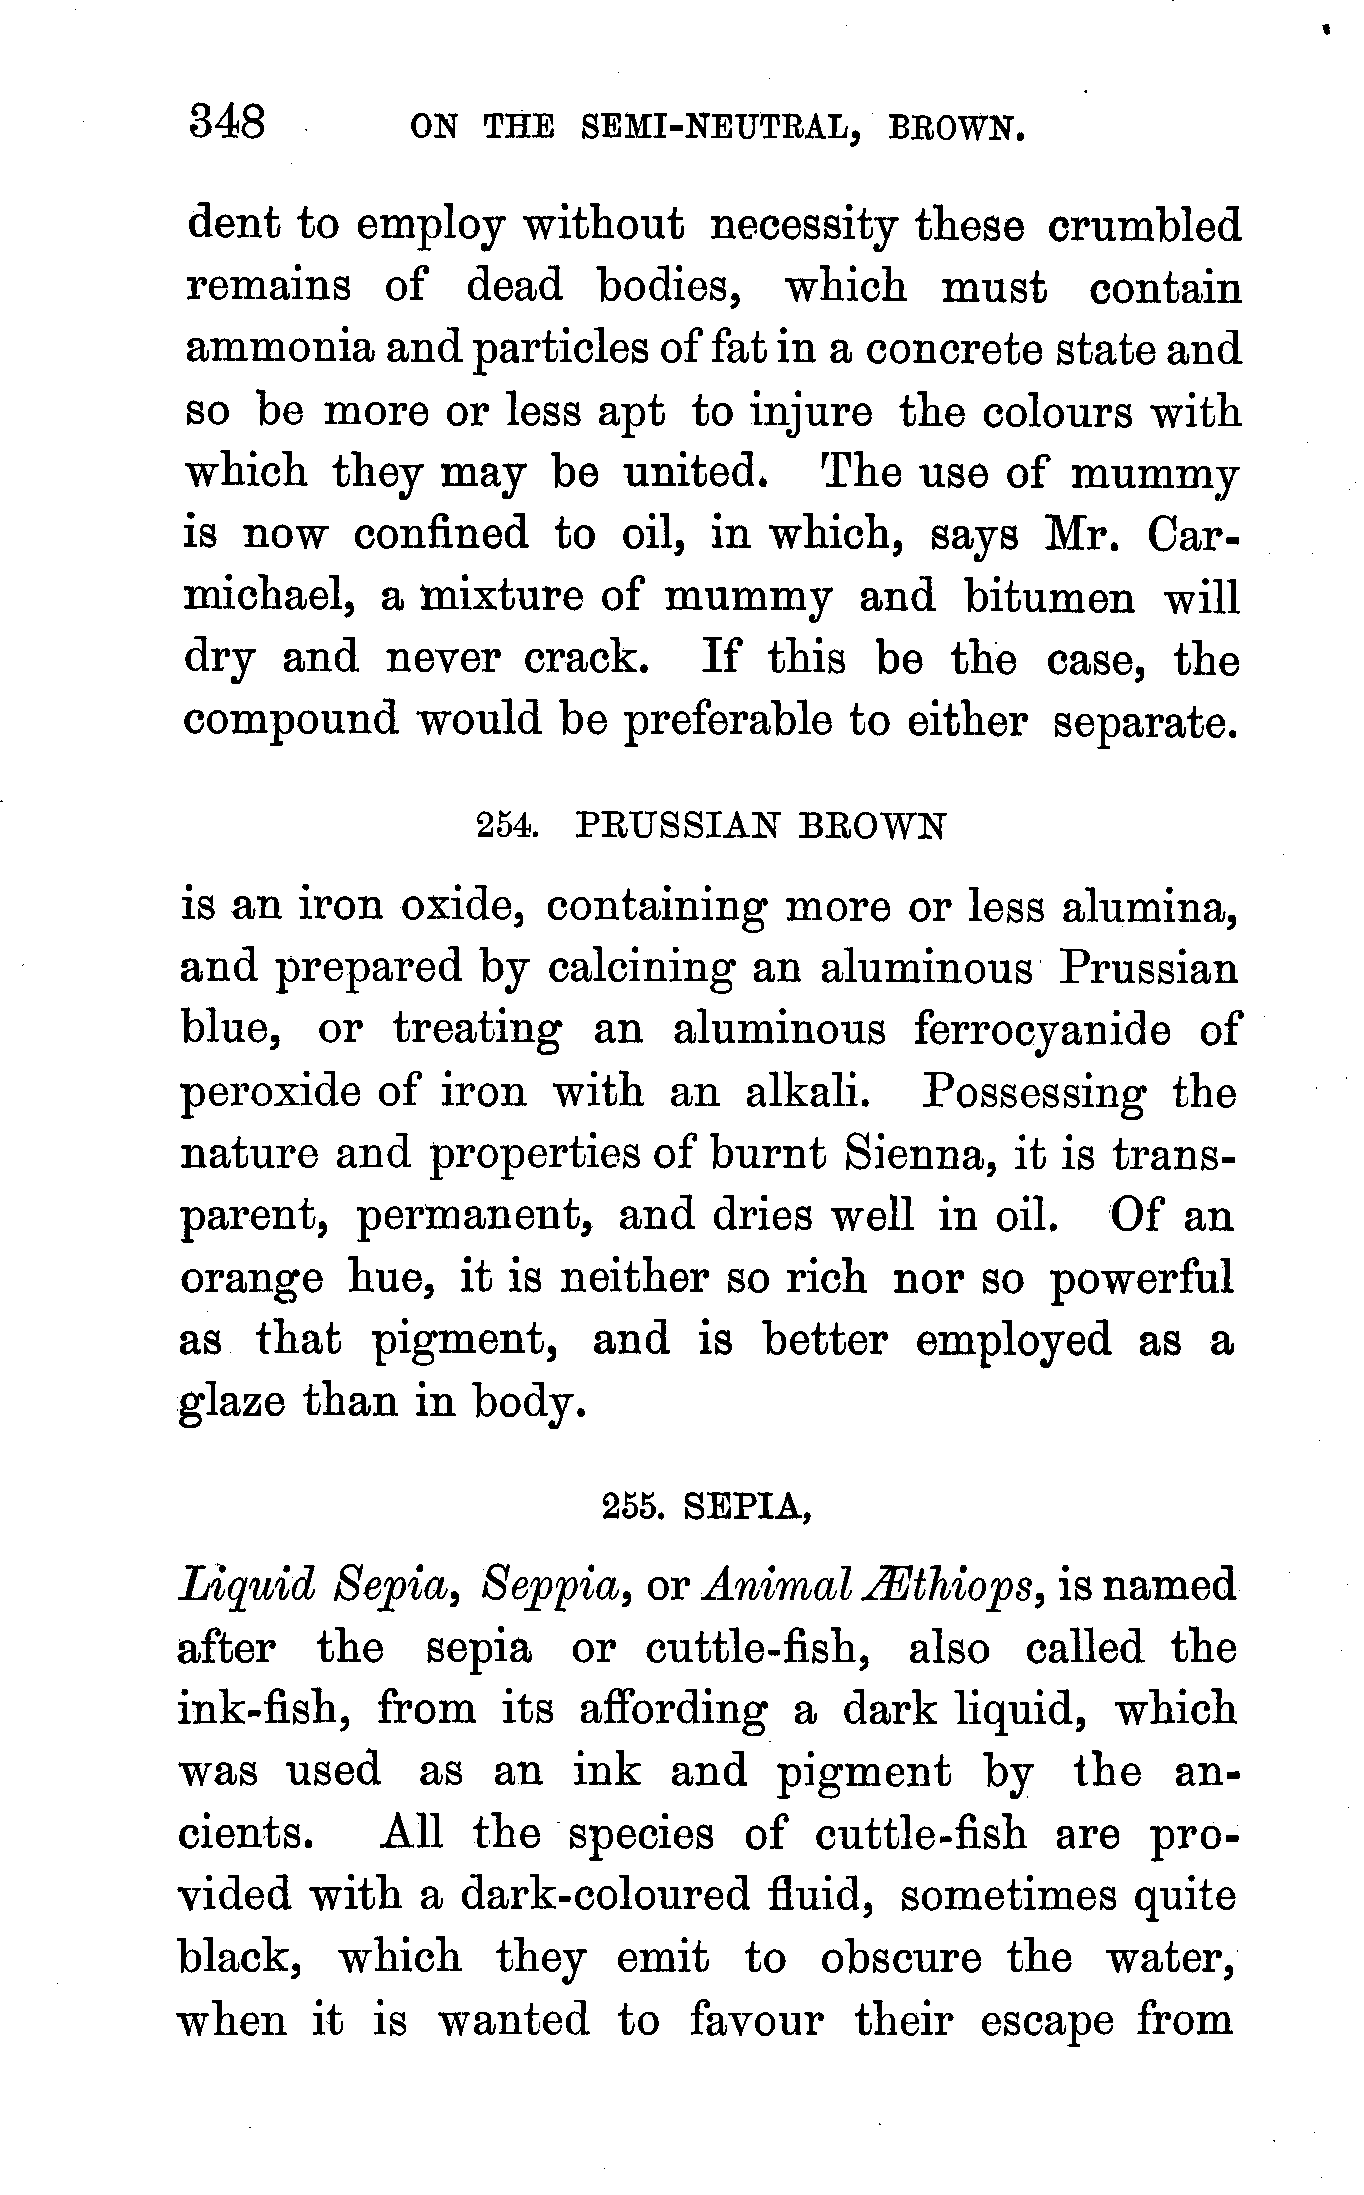 348 ON THE SEMI-NEUTRAL, BROWN.
dent to employ without necessity these crumbled
remains of dead bodies, which must contain
ammonia and particles of fat in a concrete state and
so be more or less apt to injure the colours with
which they may be united. The use of mummy
is now confined to oil, in which, says Mr. Car-
michael, a mixture of mummy and bitumen will
dry and never crack. If this be the case, the
compound would be preferable to either separate.
254. PRUSSIAN BROWN
is an iron oxide, containing more or less alumina,
and prepared by calcining an aluminous Prussian
blue, or treating an aluminous ferrocyanide of
peroxide of iron with an alkali. Possessing the
nature and properties of burnt Sienna, it is trans-
parent, permanent, and dries well in oil. Of an
orange hue, it is neither so rich nor so powerful
as that pigment, and is better employed as a
glaze than in body.
255. SEPIA,
Liquid Sepia, Seppia, or Animal Æthiops, is named
after the sepia or cuttle-fish, also called the
ink-fish, from its affording a dark liquid, which
was used as an ink and pigment by the an-
cients. All the species of cuttle-fish are pro-
vided with a dark-coloured fluid, sometimes quite
black, which they emit to obscure the water,
when it is wanted to favour their escape from